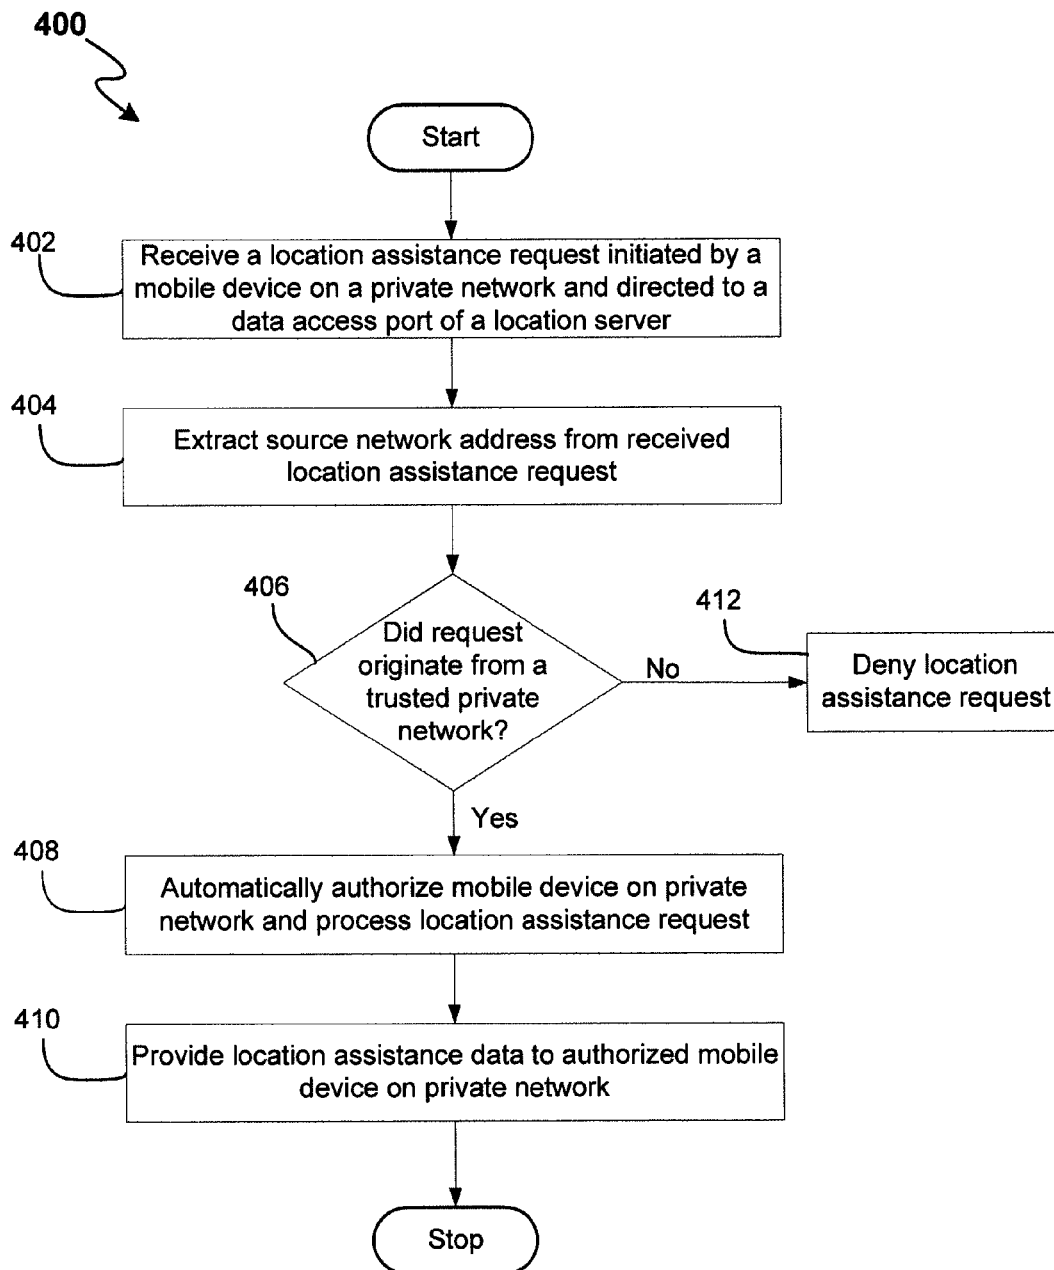 400
Start
402
Receive a location assistance request initiated by a
mobile device on a private network and directed to a
data access port of a location server
404
Extract source network address from received
location assistance request
406
Did request
originate from a
trusted private
network?
No
412
Deny location
assistance request
Yes
408
Automatically authorize mobile device on private
network and process location assistance request
410
Provide location assistance data to authorized mobile
device on private network
Stop